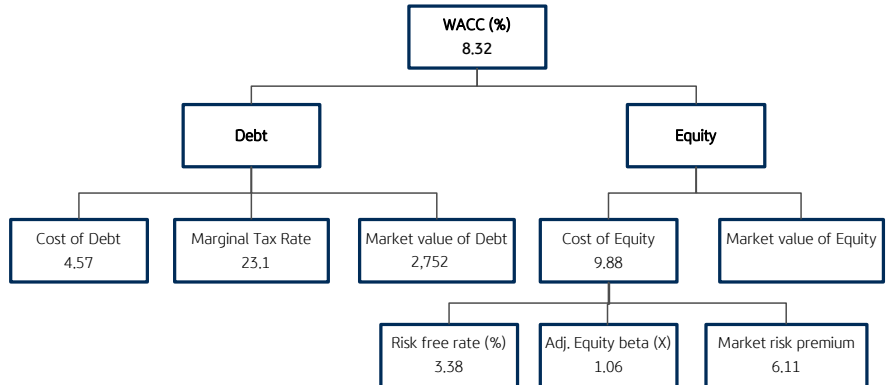 WACC (%)
8.32
Debt
Equity
Cost of Debt
4.57
Marginal Tax Rate
23.1
Market value of Debt
2,752
Cost of Equity
9.88
Market value of Equity
Risk free rate (%)
3.38
Adj. Equity beta (X)
1.06
Market risk premium
6.11